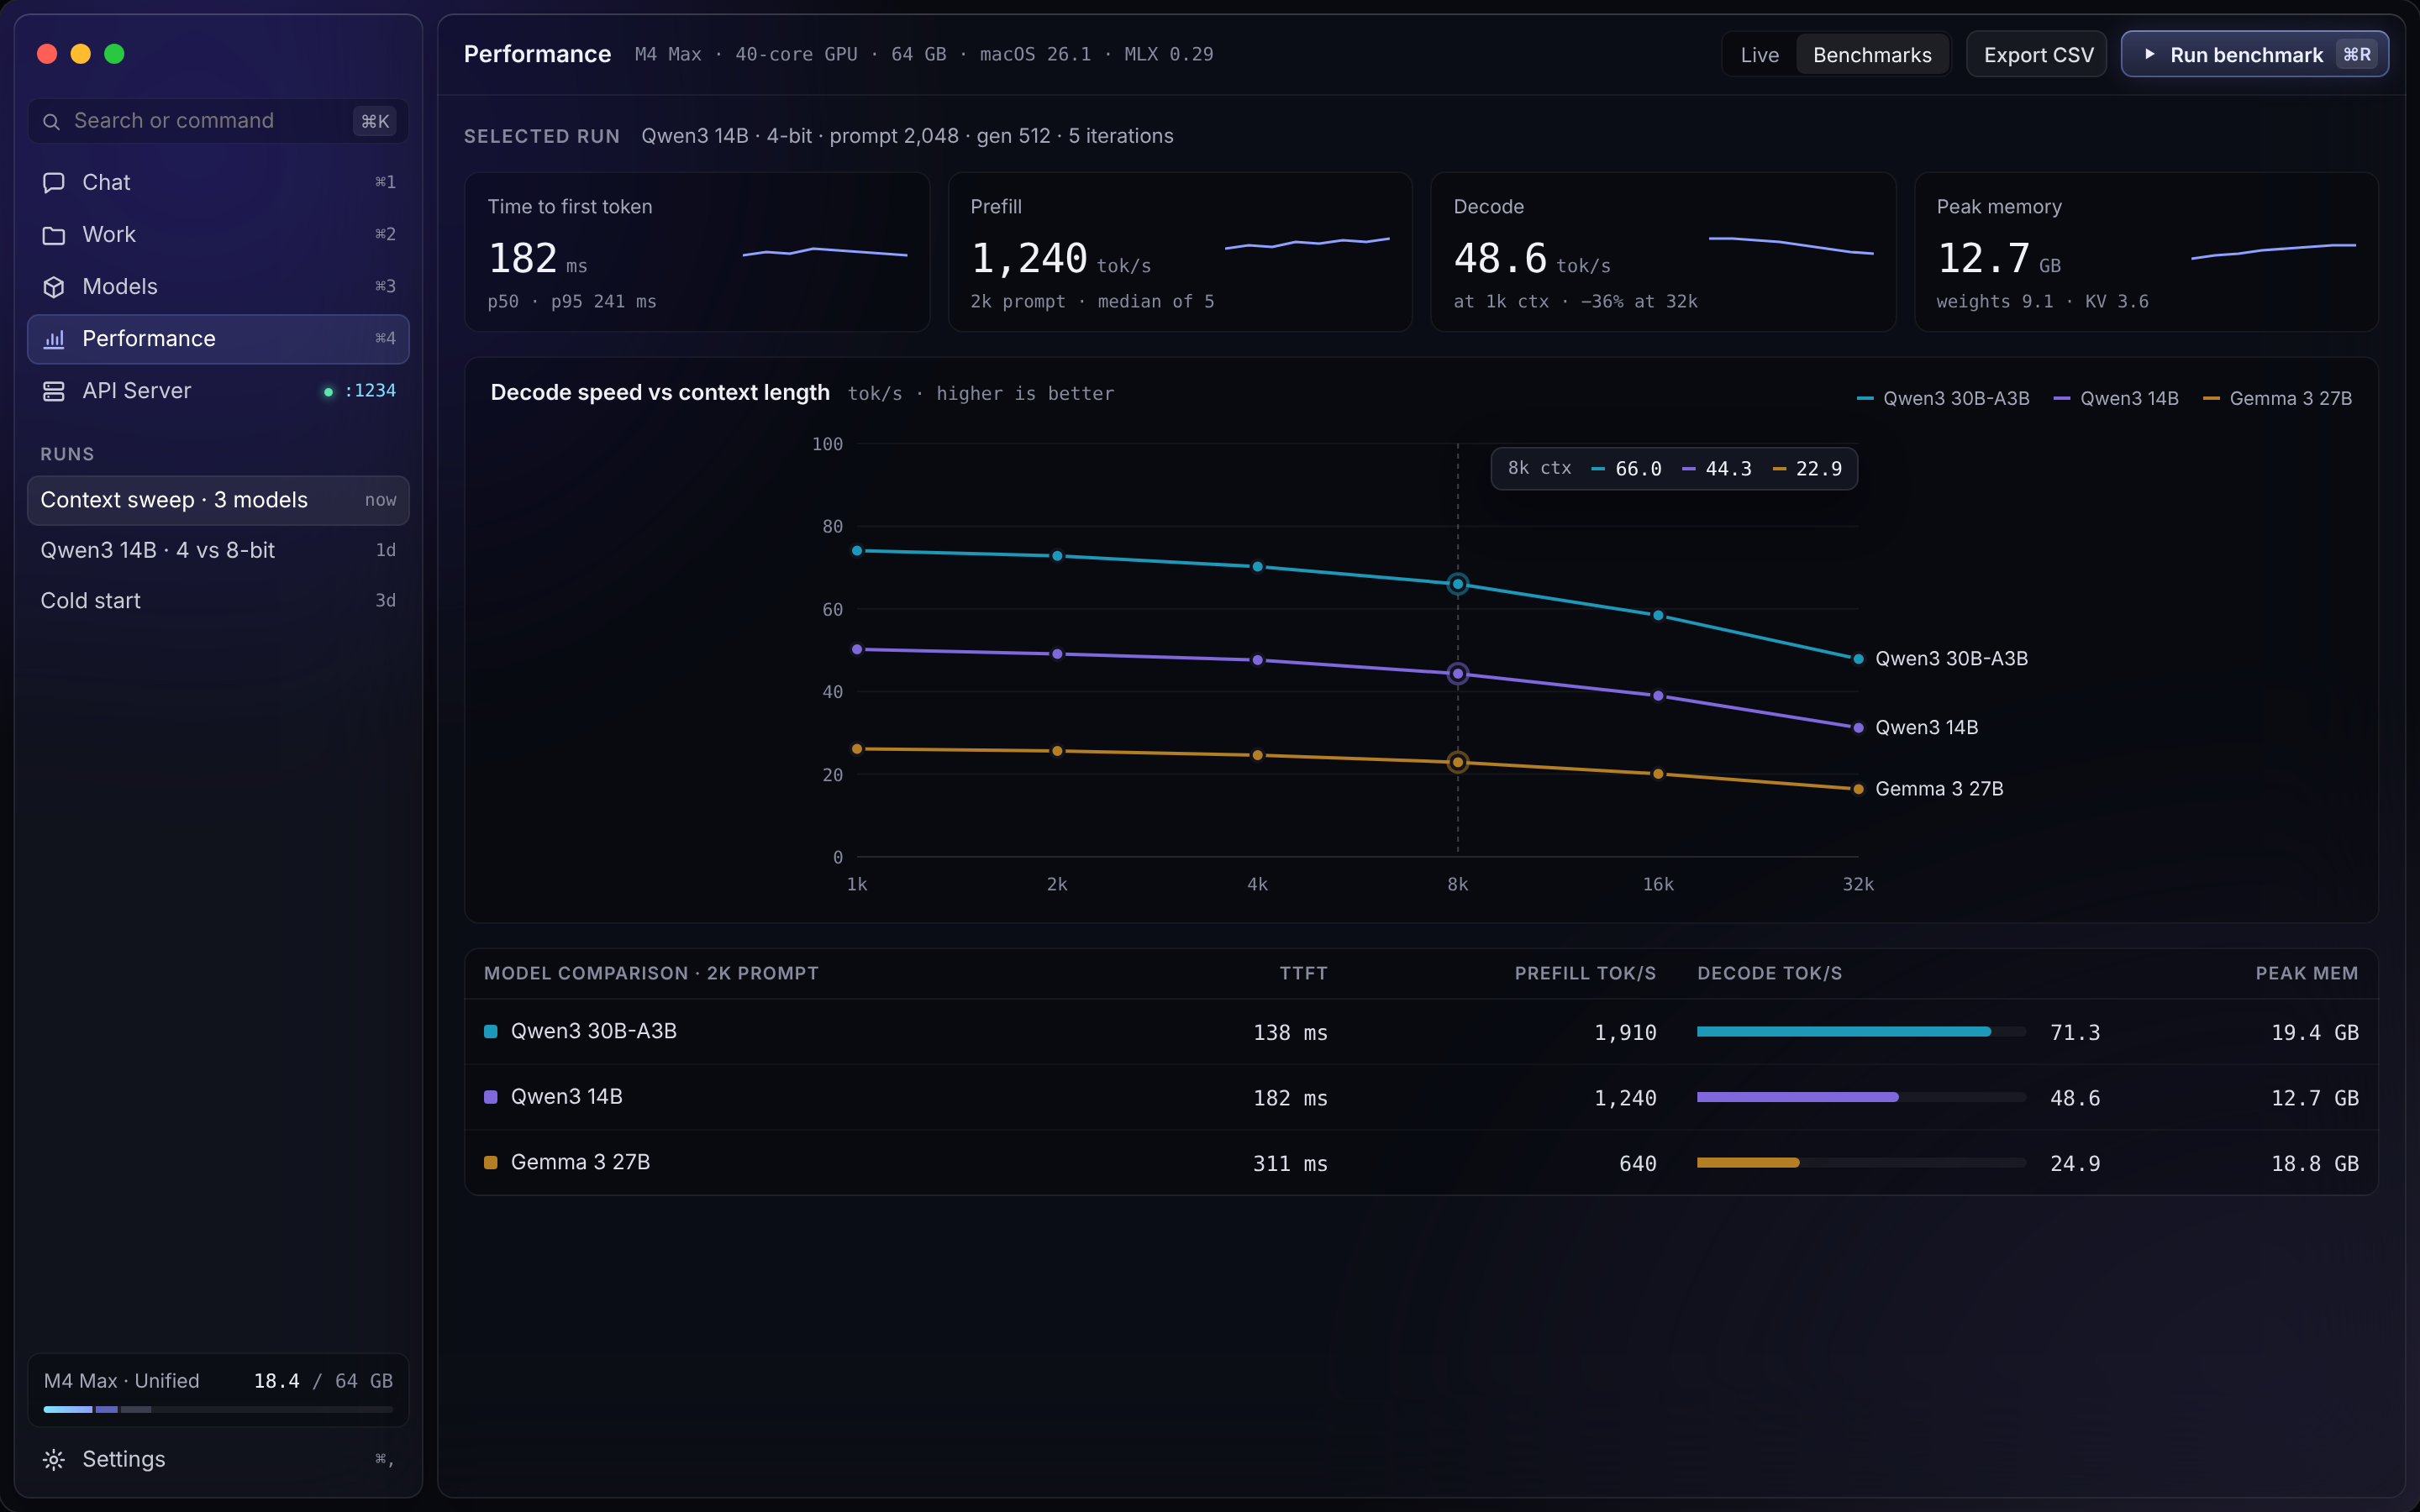 Search or command ⌘K
Chat ⌘1
Work ⌘2
Models ⌘3
Performance ⌘4
API Server :1234
RUNS
Context sweep · 3 models now
Qwen3 14B · 4 vs 8-bit 1d
Cold start 3d
M4 Max · Unified 18.4 / 64 GB
Settings ⌘,
Performance M4 Max · 40-core GPU · 64 GB · macOS 26.1 · MLX 0.29
Live Benchmarks Export CSV Run benchmark ⌘R
SELECTED RUN Qwen3 14B · 4-bit · prompt 2,048 · gen 512 · 5 iterations
Time to first token
182 ms
p50 · p95 241 ms
Prefill
1,240 tok/s
2k prompt · median of 5
Decode
48.6 tok/s
at 1k ctx · −36% at 32k
Peak memory
12.7 GB
weights 9.1 · KV 3.6
Decode speed vs context length tok/s · higher is better
Qwen3 30B-A3B Qwen3 14B Gemma 3 27B
100
8k ctx 66.0 44.3 22.9
80
60
Qwen3 30B-A3B
40
Qwen3 14B
20
Gemma 3 27B
0
1k 2k 4k 8k 16k 32k
MODEL COMPARISON · 2K PROMPT TTFT PREFILL TOK/S DECODE TOK/S PEAK MEM
Qwen3 30B-A3B 138 ms 1,910 71.3 19.4 GB
Qwen3 14B 182 ms 1,240 48.6 12.7 GB
Gemma 3 27B 311 ms 640 24.9 18.8 GB